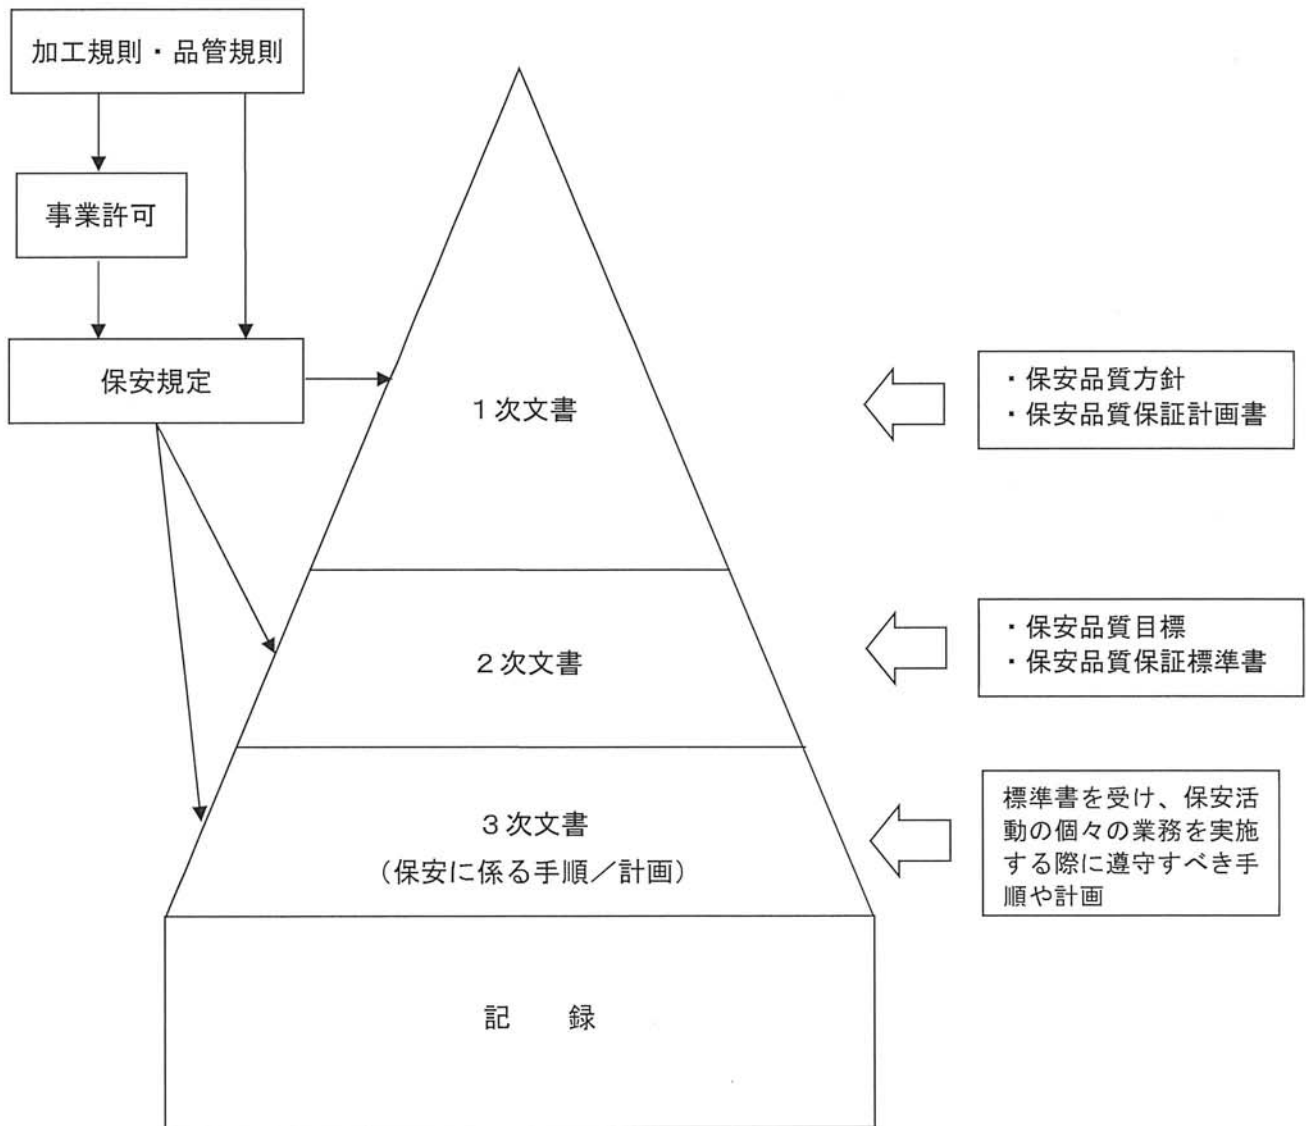 加工規則・品管規則
事業許可
保安規定
1次文書
・保安品質方針
・保安品質保証計画書
2次文書
・保安品質目標
・保安品質保証標準書
3次文書
(保安に係る手順/計画)
標準書を受け、保安活
動の個々の業務を実施
する際に遵守すべき手
順や計画
記　　録